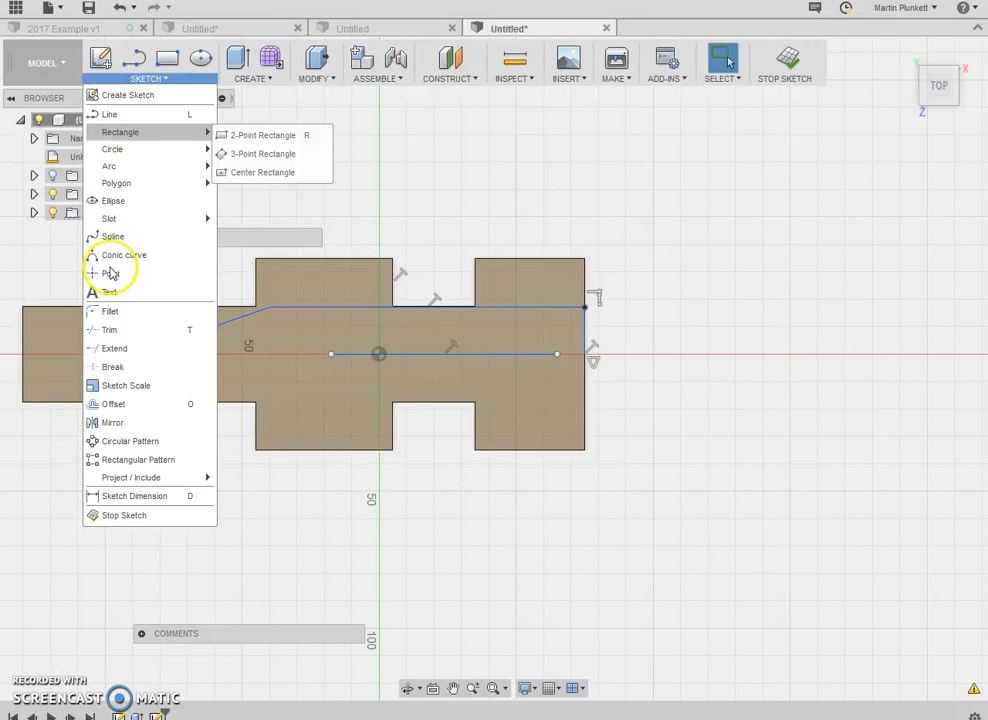 Martin Plunkett
2017 Example v1
Untitled*
Untitled
Untitled*
MODEL
SKETCH
CREATE
MODIFY
ASSEMBLE
CONSTRUCT
INSPECT
INSERT
MAKE
ADD-INS
SELECT
STOP SKETCH
BROWSER
TOP
X
Y
Z
Create Sketch
Line L
Rectangle
2-Point Rectangle R
3-Point Rectangle
Center Rectangle
Circle
Arc
Polygon
Ellipse
Slot
Spline
Conic curve
Text
Fillet
Trim T
Extend
Break
Sketch Scale
Offset O
Mirror
Circular Pattern
Rectangular Pattern
Project / Include
Sketch Dimension D
Stop Sketch
50
50
100
COMMENTS
RECORDED WITH
SCREENCAST MATIC